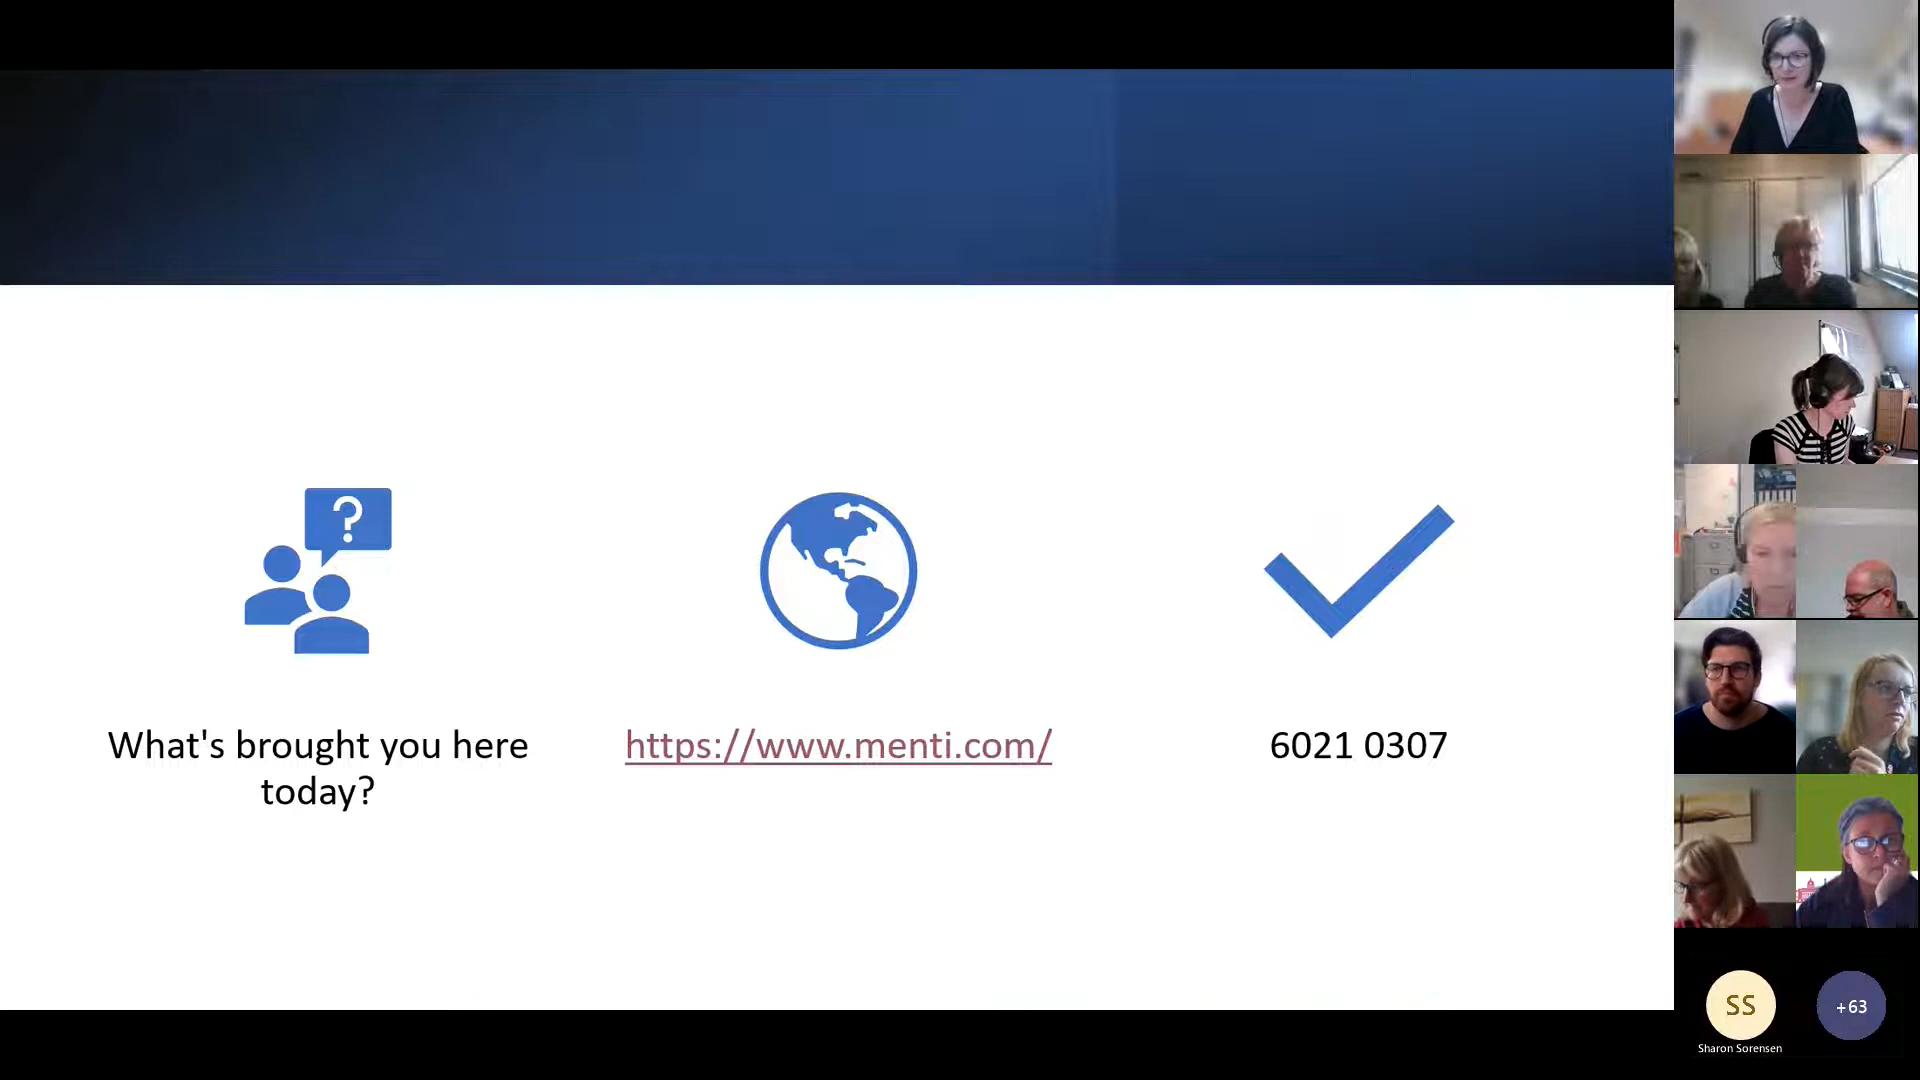 ?
What's brought you here
today?
https://www.menti.com/
6021 0307
SS
+63
Sharon Sorensen